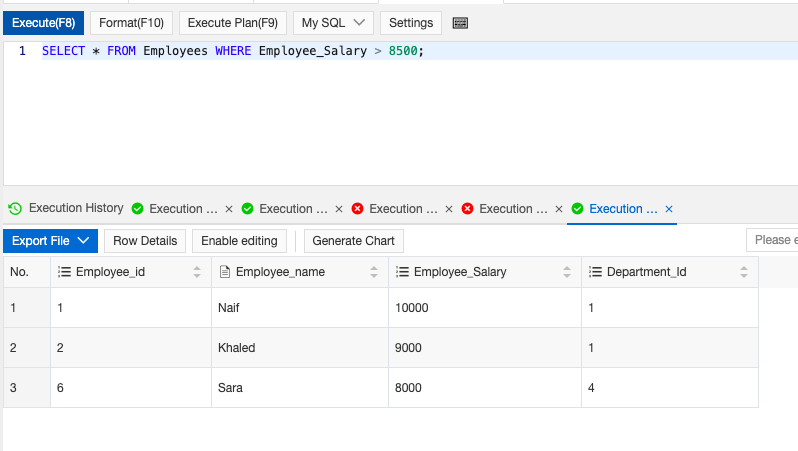 Execute(F8) Format(F10) Execute Plan(F9) My SQL Settings
1 SELECT * FROM Employees WHERE Employee_Salary > 8500;
Execution History Execution ... × Execution ... × Execution ... × Execution ... × Execution ... ×
Export File Row Details Enable editing Generate Chart Please e
No. Employee_id Employee_name Employee_Salary Department_Id
1 1 Naif 10000 1
2 2 Khaled 9000 1
3 6 Sara 8000 4